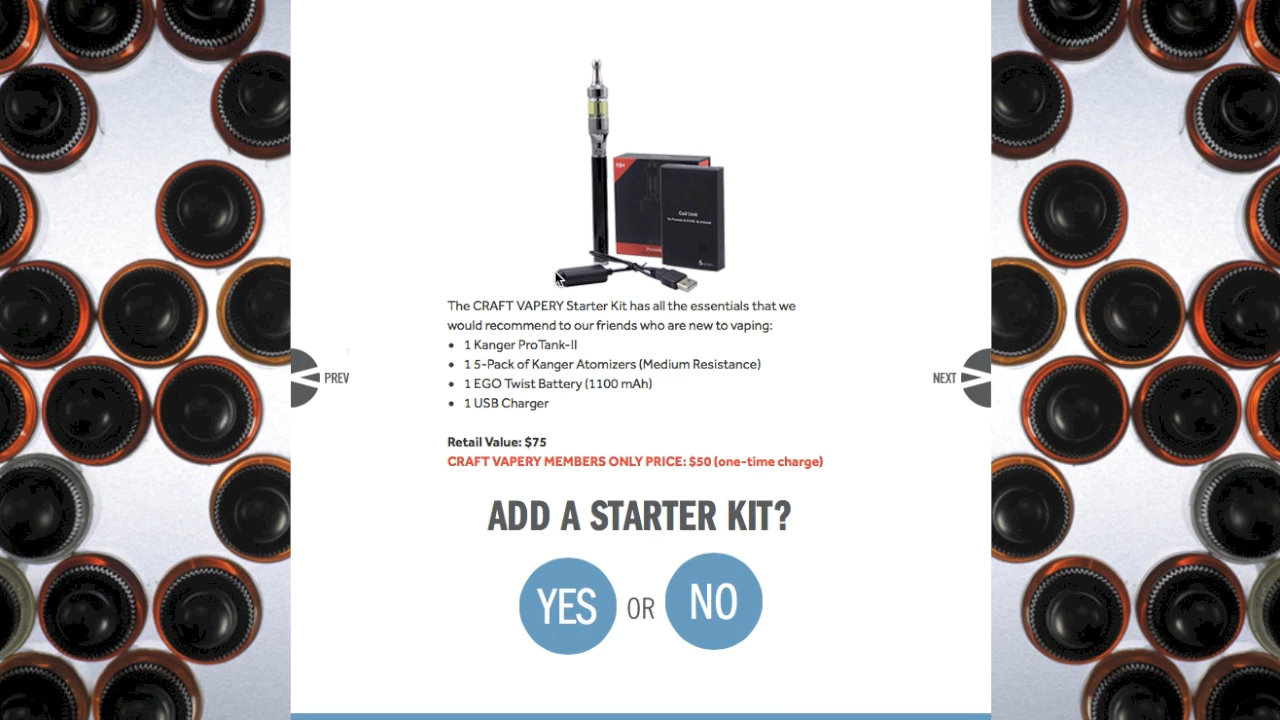 18+
Coil Unit
The CRAFT VAPERY Starter Kit has all the essentials that we
would recommend to our friends who are new to vaping:
• 1 Kanger ProTank-II
• 1 5-Pack of Kanger Atomizers (Medium Resistance)
• 1 EGO Twist Battery (1100 mAh)
• 1 USB Charger
PREV
NEXT
Retail Value: $75
CRAFT VAPERY MEMBERS ONLY PRICE: $50 (one-time charge)
ADD A STARTER KIT?
YES OR NO